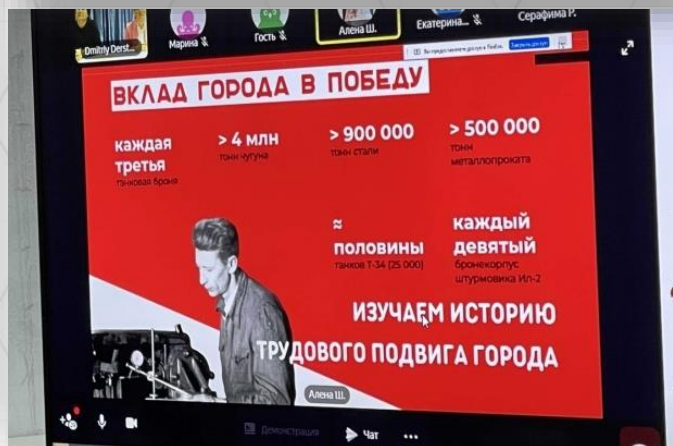 Dmitriy Derst...
Марина
Гость
Алена Ш.
Екатерина...
Серафима Р.
ВКЛАД ГОРОДА В ПОБЕДУ
каждая
третья
танковая броня
> 4 млн
тонн чугуна
> 900 000
тонн стали
> 500 000
тонн
металлопроката
≈
половины
танков Т-34 (25 000)
каждый
девятый
бронекорпус
штурмовика Ил-2
ИЗУЧАЕМ ИСТОРИЮ
ТРУДОВОГО ПОДВИГА ГОРОДА
Алена Ш.
Демонстрация
Чат